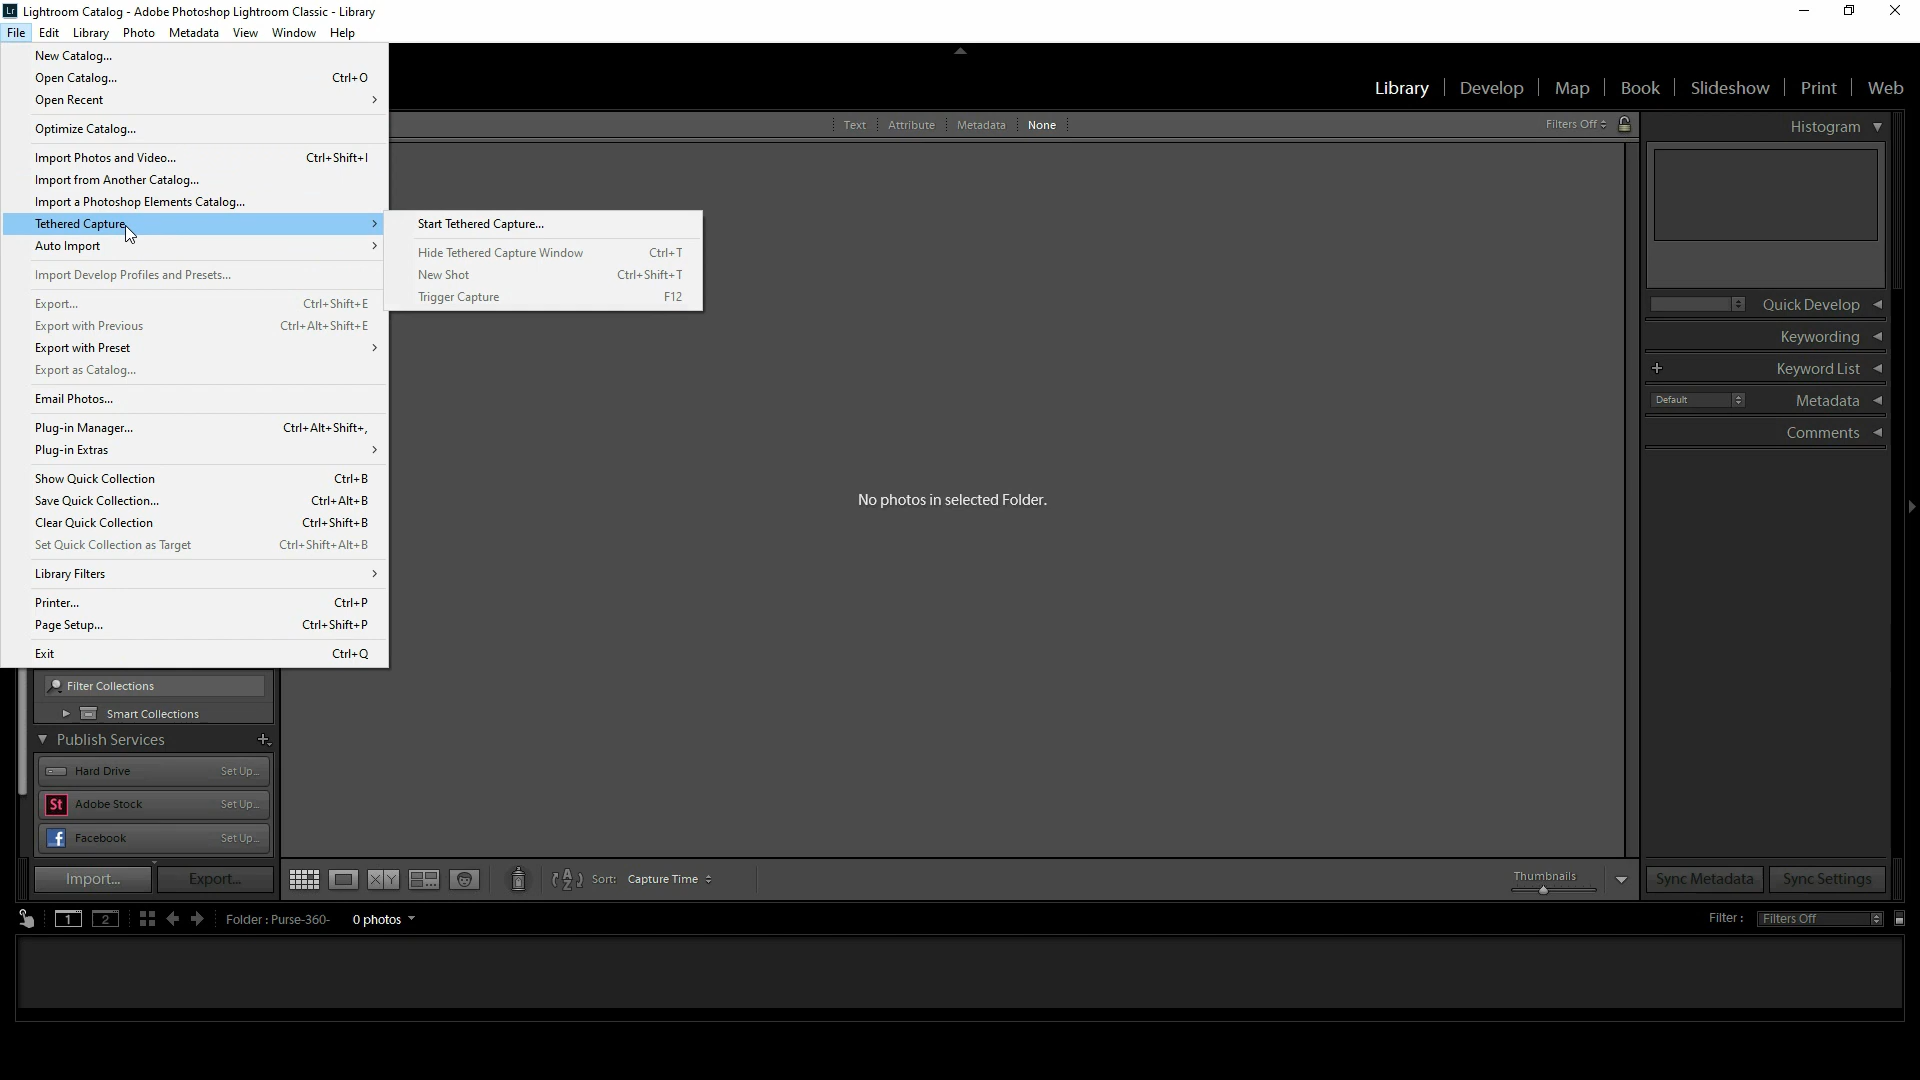 Lr Lightroom Catalog - Adobe Photoshop Lightroom Classic - Library
File Edit Library Photo Metadata View Window Help
New Catalog...
Open Catalog... Ctrl+O
Open Recent
Optimize Catalog...
Import Photos and Video... Ctrl+Shift+I
Import from Another Catalog...
Import a Photoshop Elements Catalog...
Tethered Capture
Auto Import
Import Develop Profiles and Presets...
Export... Ctrl+Shift+E
Export with Previous Ctrl+Alt+Shift+E
Export with Preset
Export as Catalog...
Email Photos...
Plug-in Manager... Ctrl+Alt+Shift+,
Plug-in Extras
Show Quick Collection Ctrl+B
Save Quick Collection... Ctrl+Alt+B
Clear Quick Collection Ctrl+Shift+B
Set Quick Collection as Target Ctrl+Shift+Alt+B
Library Filters
Printer... Ctrl+P
Page Setup... Ctrl+Shift+P
Exit Ctrl+Q
Start Tethered Capture...
Hide Tethered Capture Window Ctrl+T
New Shot Ctrl+Shift+T
Trigger Capture F12
Library Develop Map Book Slideshow Print Web
Text Attribute Metadata None Filters Off
Histogram
Quick Develop
Keywording
Keyword List
Default Metadata
Comments
No photos in selected Folder.
Filter Collections
Smart Collections
Publish Services
Hard Drive Set Up...
St Adobe Stock Set Up...
f Facebook Set Up...
Import... Export...
XY
Sort: Capture Time
Thumbnails
Sync Metadata Sync Settings
1 2 Folder : Purse-360- 0 photos
Filter : Filters Off